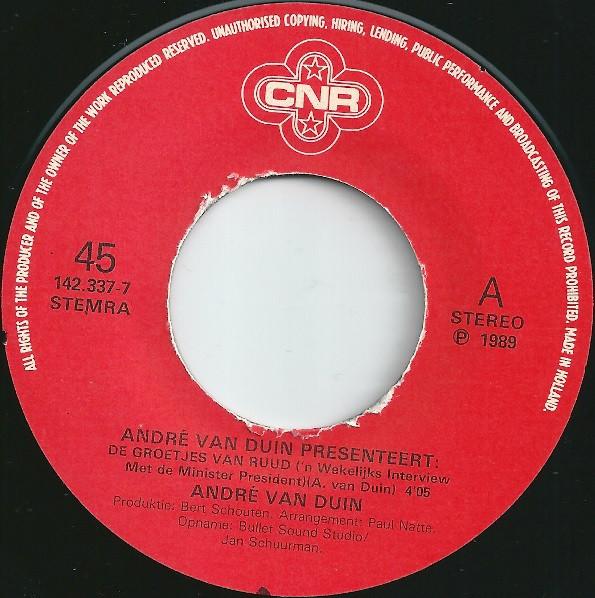 ALL RIGHTS OF THE PRODUCER AND OF THE OWNER OF THE WORK REPRODUCED RESERVED. UNAUTHORISED COPYING, HIRING, LENDING, PUBLIC PERFORMANCE AND BROADCASTING OF THIS RECORD PROHIBITED. MADE IN HOLLAND.
CNR
45
142.337-7
STEMRA
A
STEREO
℗ 1989
ANDRÉ VAN DUIN PRESENTEERT:
DE GROETJES VAN RUUD ('n Wekelijks Interview
Met de Minister President)(A. van Duin) 4'05
ANDRÉ VAN DUIN
Produktie: Bert Schouten. Arrangement: Paul Natte.
Opname: Bullet Sound Studio/
Jan Schuurman.